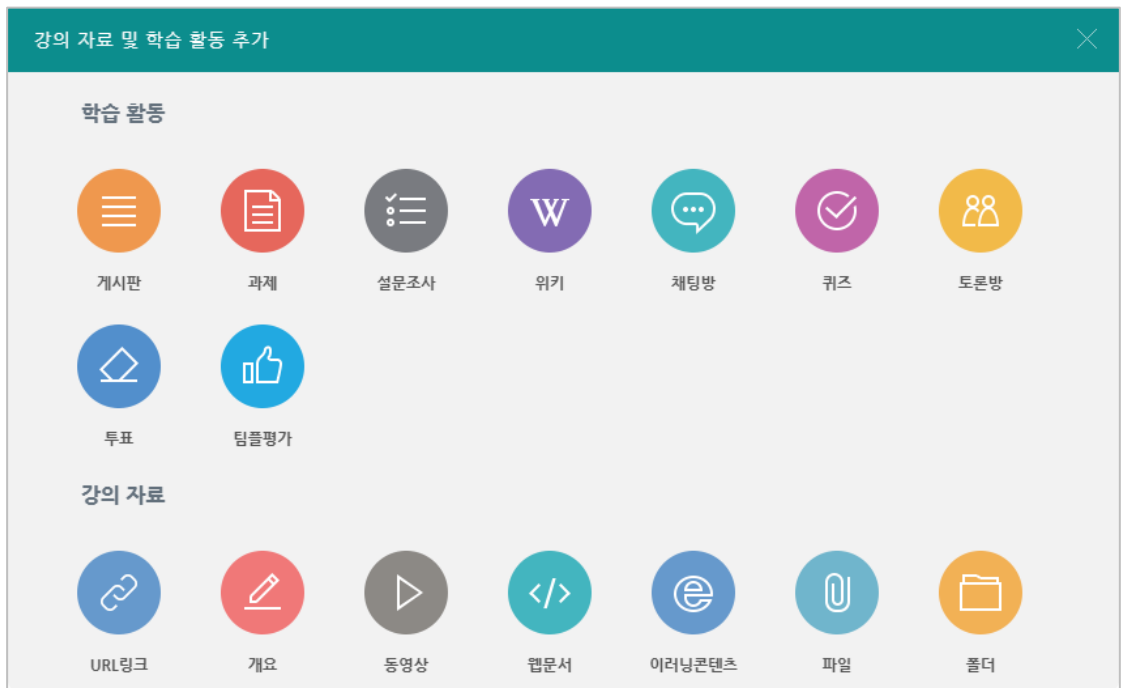 강의 자료 및 학습 활동 추가
학습 활동
게시판 과제 설문조사 위키 채팅방 퀴즈 토론방
투표 팀플평가
강의 자료
URL링크 개요 동영상 웹문서 이러닝콘텐츠 파일 폴더